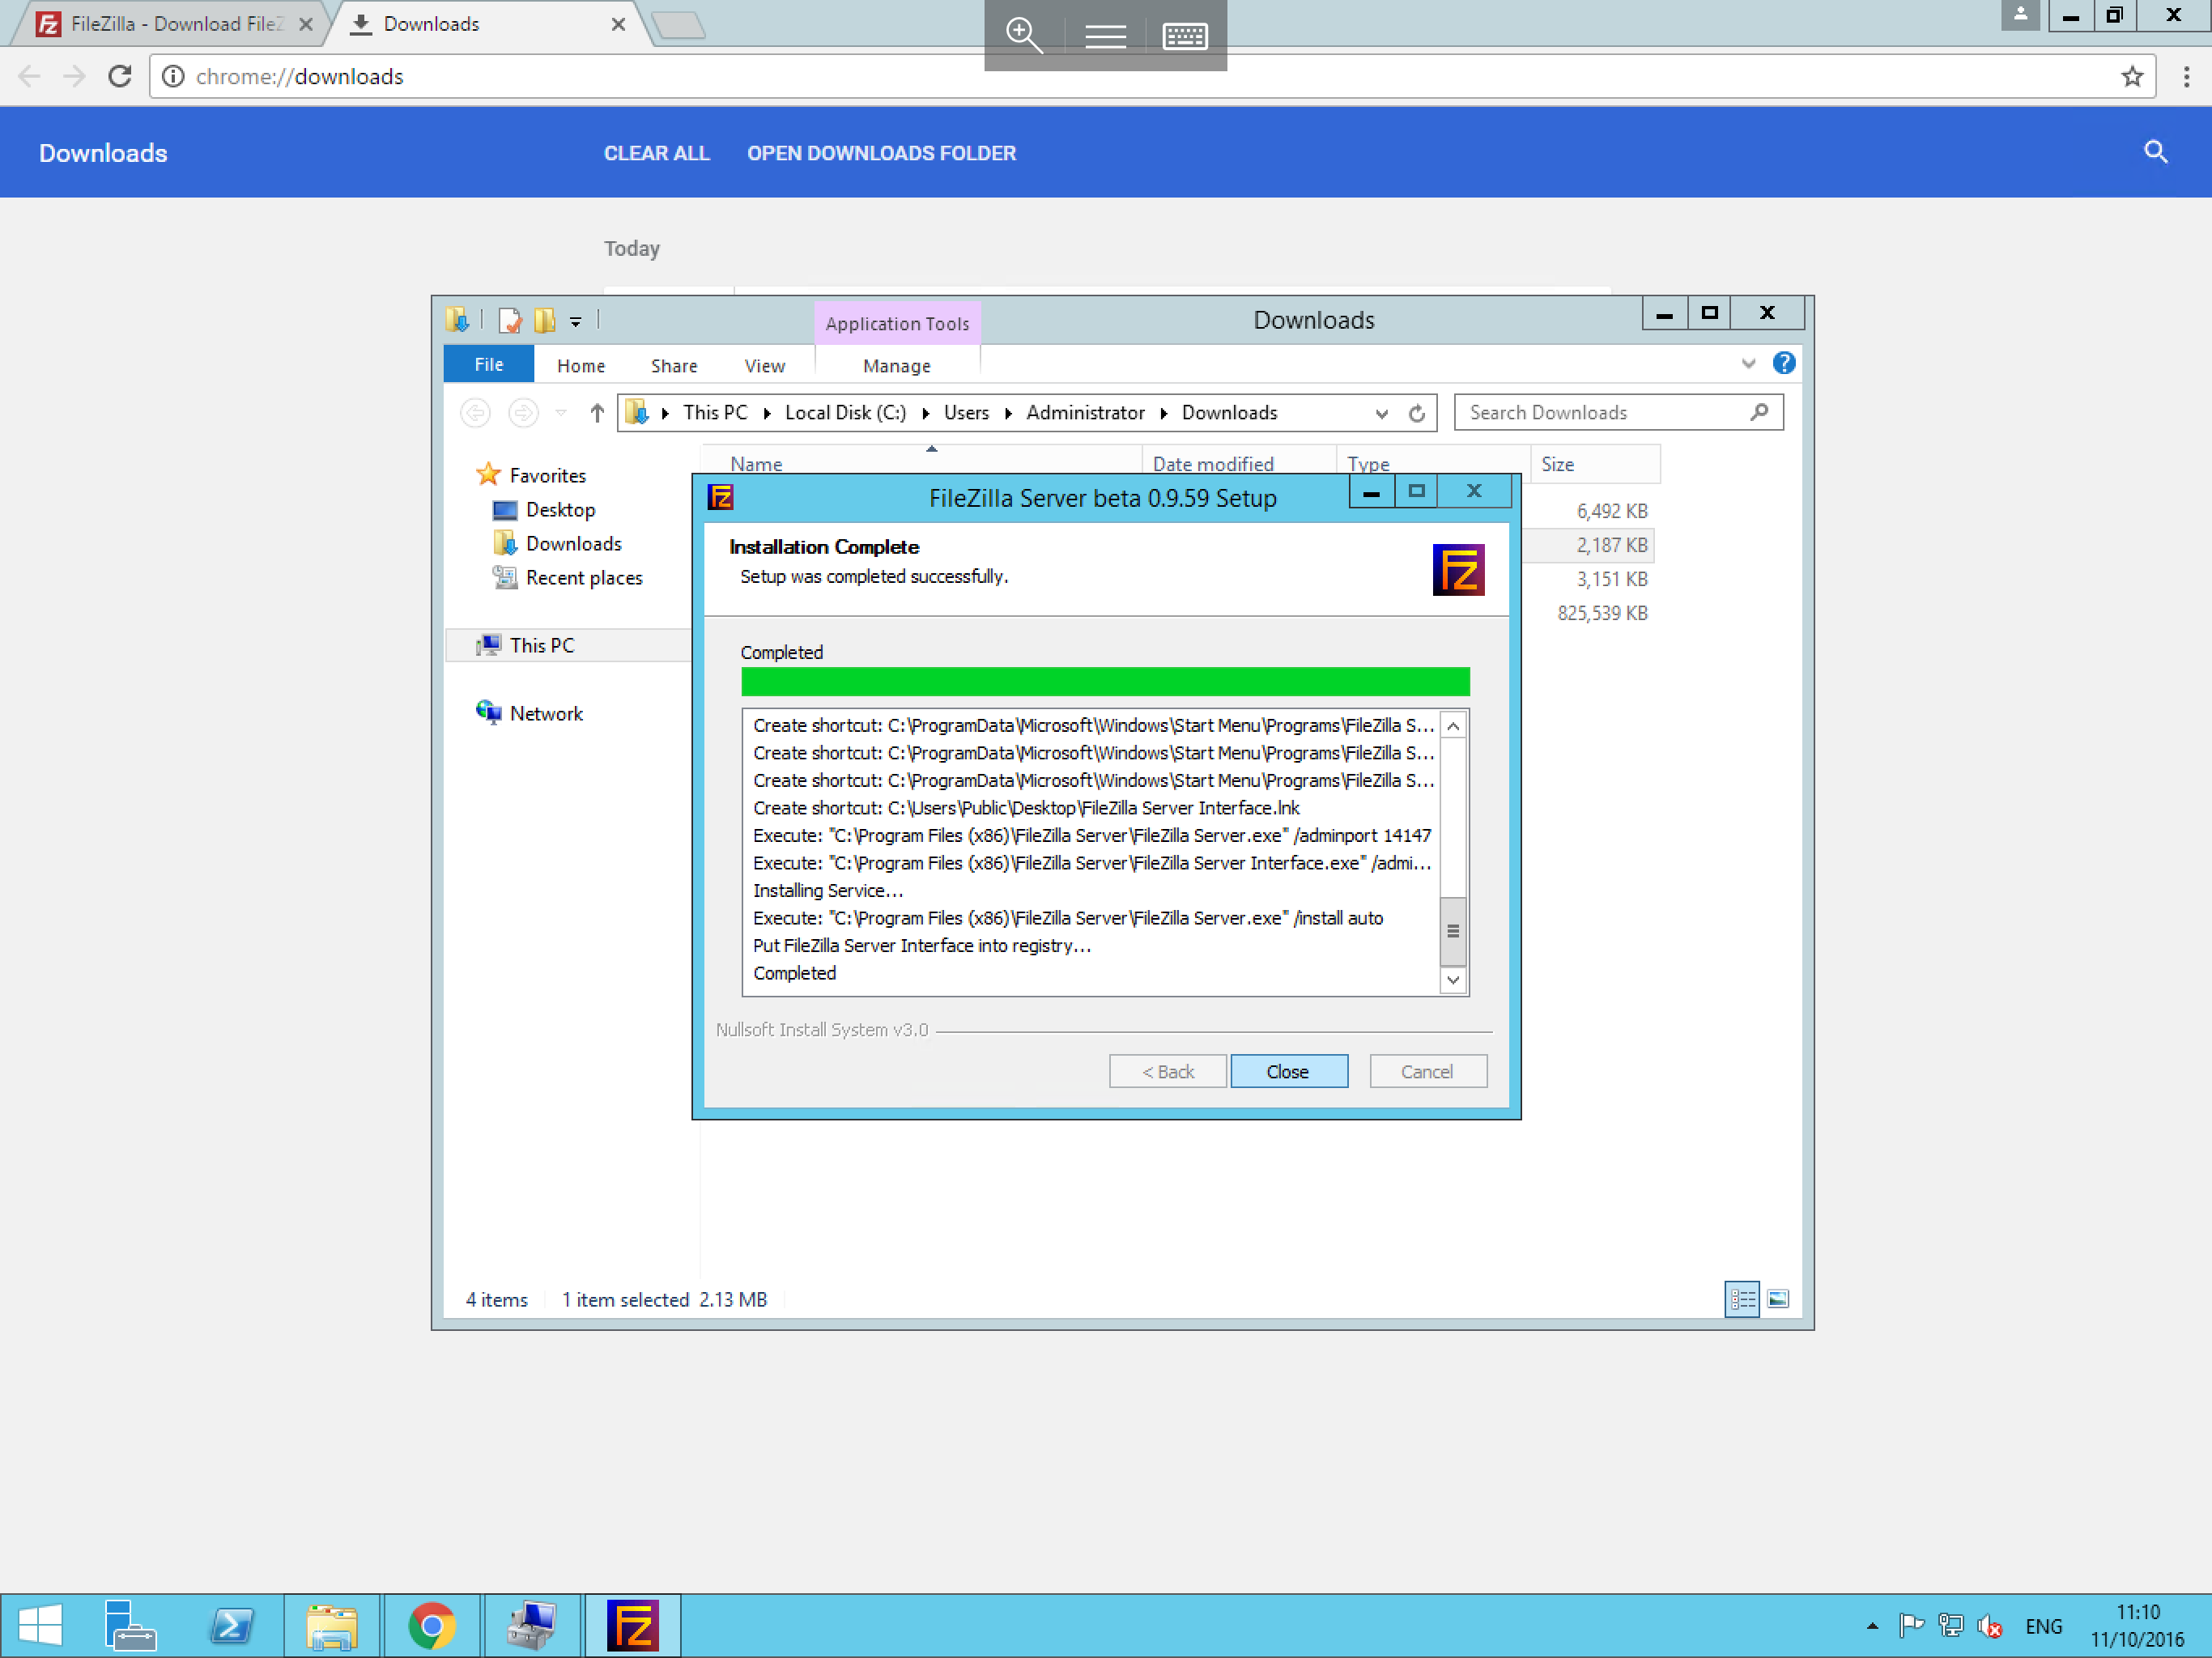 FileZilla - Download FileZ
Downloads
chrome://downloads
Downloads
CLEAR ALL
OPEN DOWNLOADS FOLDER
Today
Application Tools
Downloads
File
Home
Share
View
Manage
This PC
Local Disk (C:)
Users
Administrator
Downloads
Search Downloads
Name
Date modified
Type
Size
Favorites
Desktop
Downloads
Recent places
This PC
Network
6,492 KB
2,187 KB
3,151 KB
825,539 KB
FileZilla Server beta 0.9.59 Setup
Installation Complete
Setup was completed successfully.
Completed
Create shortcut: C:\ProgramData\Microsoft\Windows\Start Menu\Programs\FileZilla S...
Create shortcut: C:\ProgramData\Microsoft\Windows\Start Menu\Programs\FileZilla S...
Create shortcut: C:\ProgramData\Microsoft\Windows\Start Menu\Programs\FileZilla S...
Create shortcut: C:\Users\Public\Desktop\FileZilla Server Interface.lnk
Execute: "C:\Program Files (x86)\FileZilla Server\FileZilla Server.exe" /adminport 14147
Execute: "C:\Program Files (x86)\FileZilla Server\FileZilla Server Interface.exe" /admi...
Installing Service...
Execute: "C:\Program Files (x86)\FileZilla Server\FileZilla Server.exe" /install auto
Put FileZilla Server Interface into registry...
Completed
Nullsoft Install System v3.0
< Back
Close
Cancel
4 items
1 item selected 2.13 MB
ENG
11:10
11/10/2016